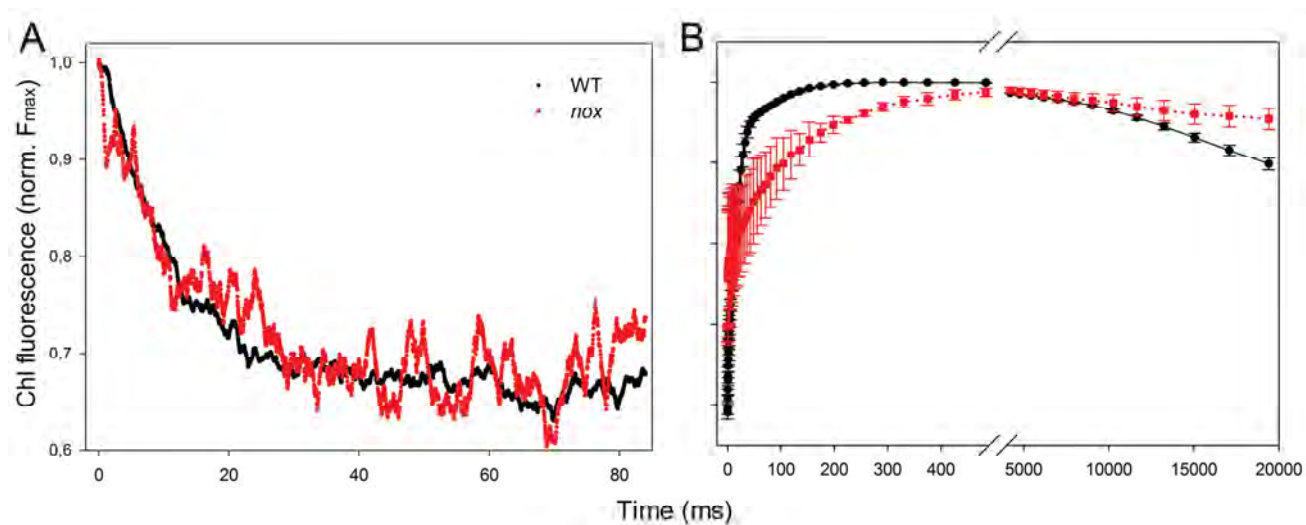 A
B
Chl fluorescence (norm. Fmax)
1,0
0,9
0,8
0,7
0,6
WT
nox
0 20 40 60 80
0 100 200 300 400 5000 10000 15000 20000
Time (ms)